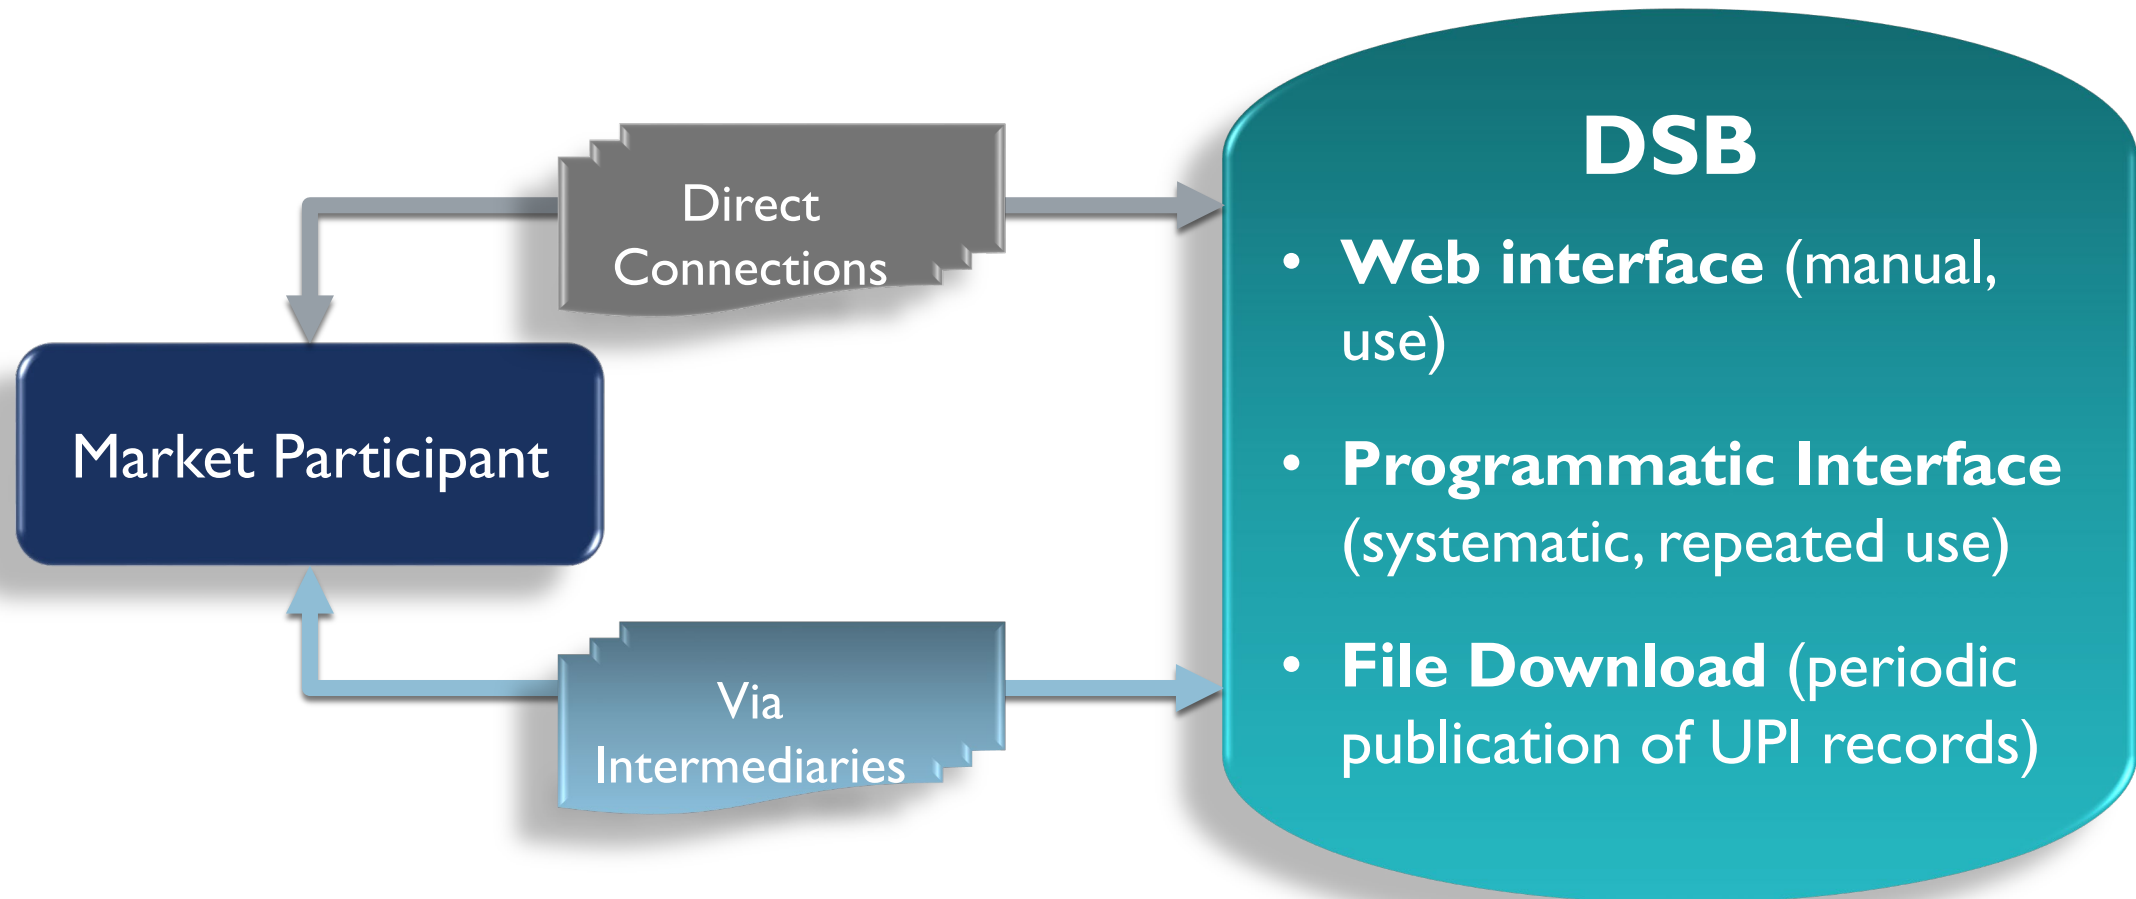 Direct
Connections
Market Participant
Via
Intermediaries
DSB
• Web interface (manual,
use)
• Programmatic Interface
(systematic, repeated use)
• File Download (periodic
publication of UPI records)